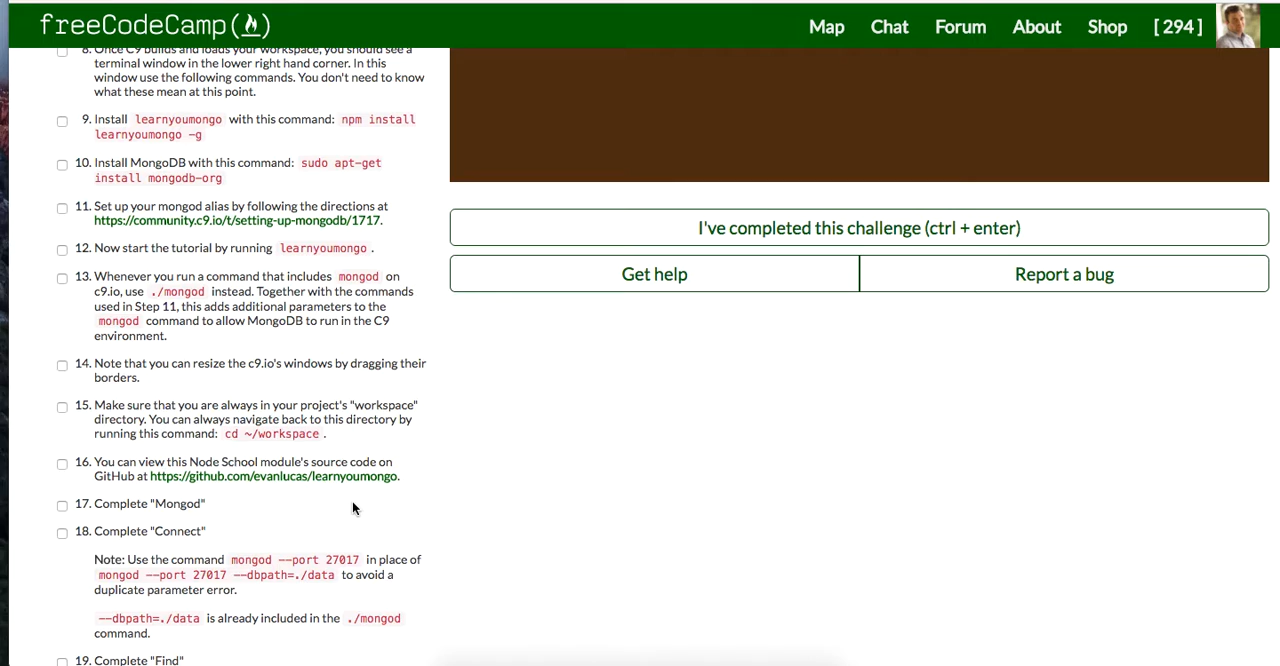 freeCodeCamp(🔥)
Map
Chat
Forum
About
Shop
[ 294 ]
8. Once C9 builds and loads your workspace, you should see a
terminal window in the lower right hand corner. In this
window use the following commands. You don't need to know
what these mean at this point.
9. Install learnyoumongo with this command: npm install
learnyoumongo -g
10. Install MongoDB with this command: sudo apt-get
install mongodb-org
11. Set up your mongod alias by following the directions at
https://community.c9.io/t/setting-up-mongodb/1717.
12. Now start the tutorial by running learnyoumongo .
13. Whenever you run a command that includes mongod on
c9.io, use ./mongod instead. Together with the commands
used in Step 11, this adds additional parameters to the
mongod command to allow MongoDB to run in the C9
environment.
14. Note that you can resize the c9.io's windows by dragging their
borders.
15. Make sure that you are always in your project's "workspace"
directory. You can always navigate back to this directory by
running this command: cd ~/workspace .
16. You can view this Node School module's source code on
GitHub at https://github.com/evanlucas/learnyoumongo.
17. Complete "Mongod"
18. Complete "Connect"
Note: Use the command mongod --port 27017 in place of
mongod --port 27017 --dbpath=./data to avoid a
duplicate parameter error.
--dbpath=./data is already included in the ./mongod
command.
19. Complete "Find"
I've completed this challenge (ctrl + enter)
Get help
Report a bug